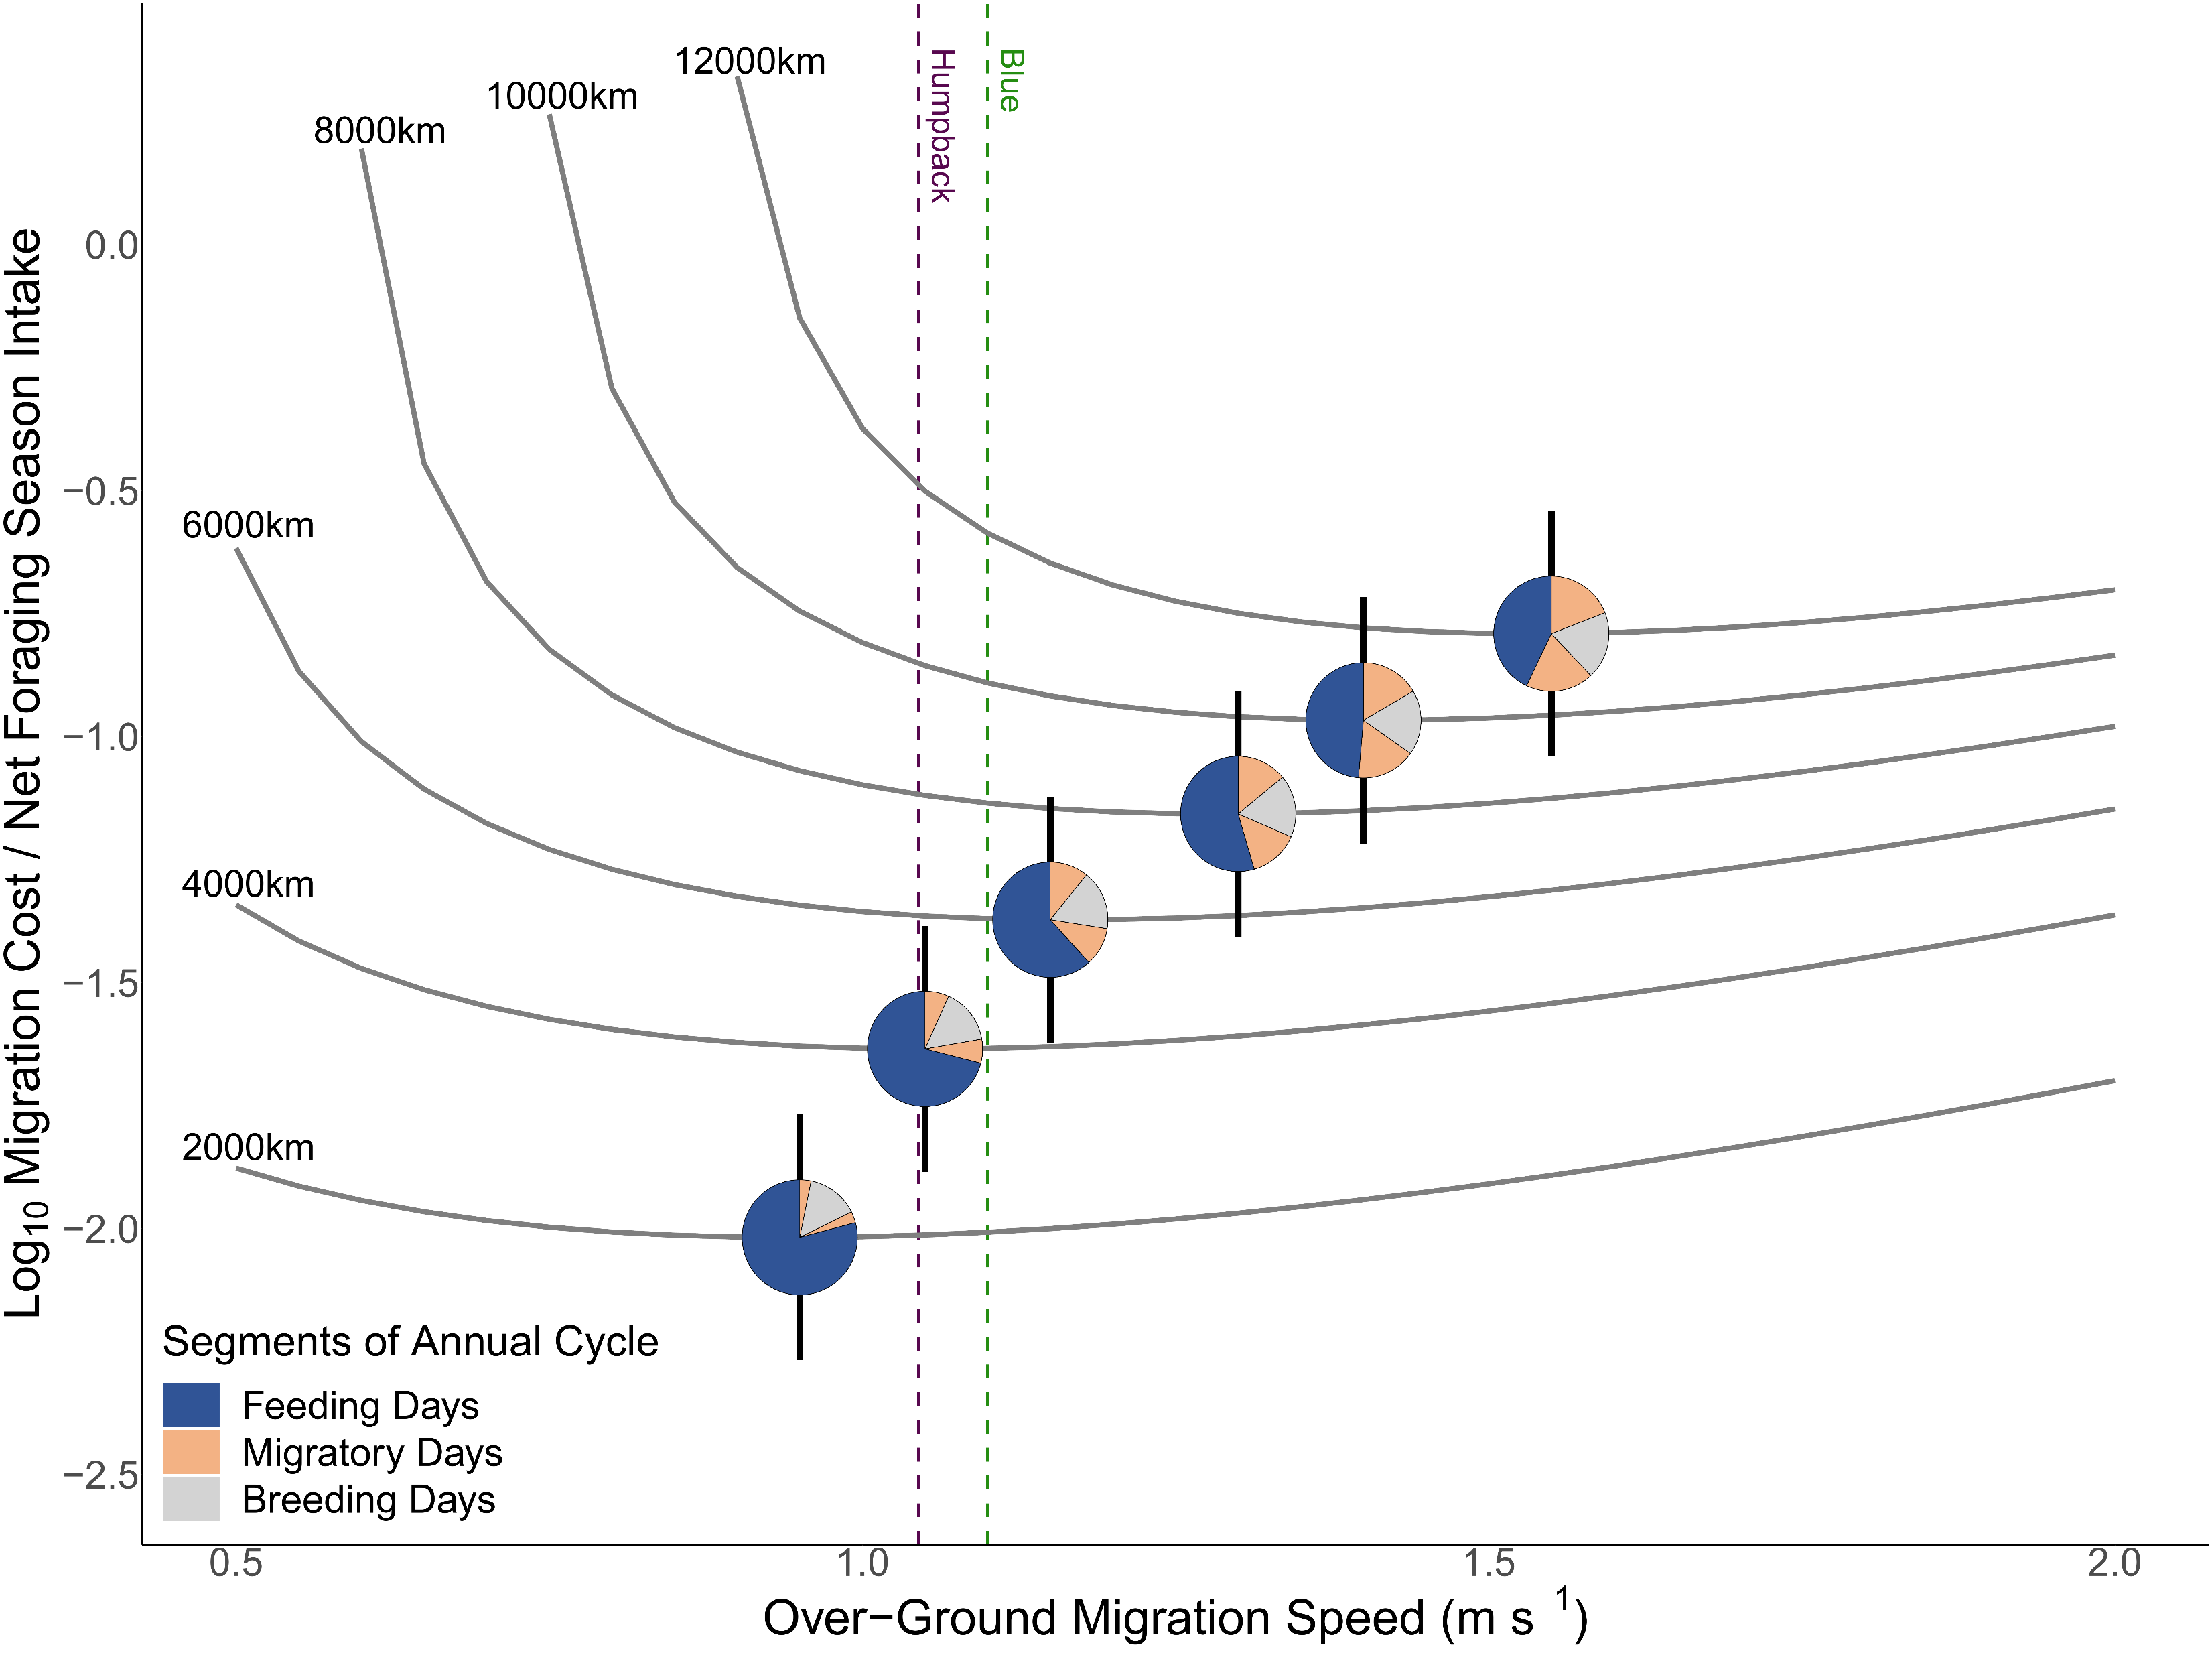 12000km
10000km
8000km
6000km
4000km
2000km
Humpback
Blue
0.0
−0.5
−1.0
−1.5
−2.0
−2.5
Log10 Migration Cost / Net Foraging Season Intake
Segments of Annual Cycle
Feeding Days
Migratory Days
Breeding Days
0.5 1.0 1.5 2.0
Over−Ground Migration Speed (m s 1)